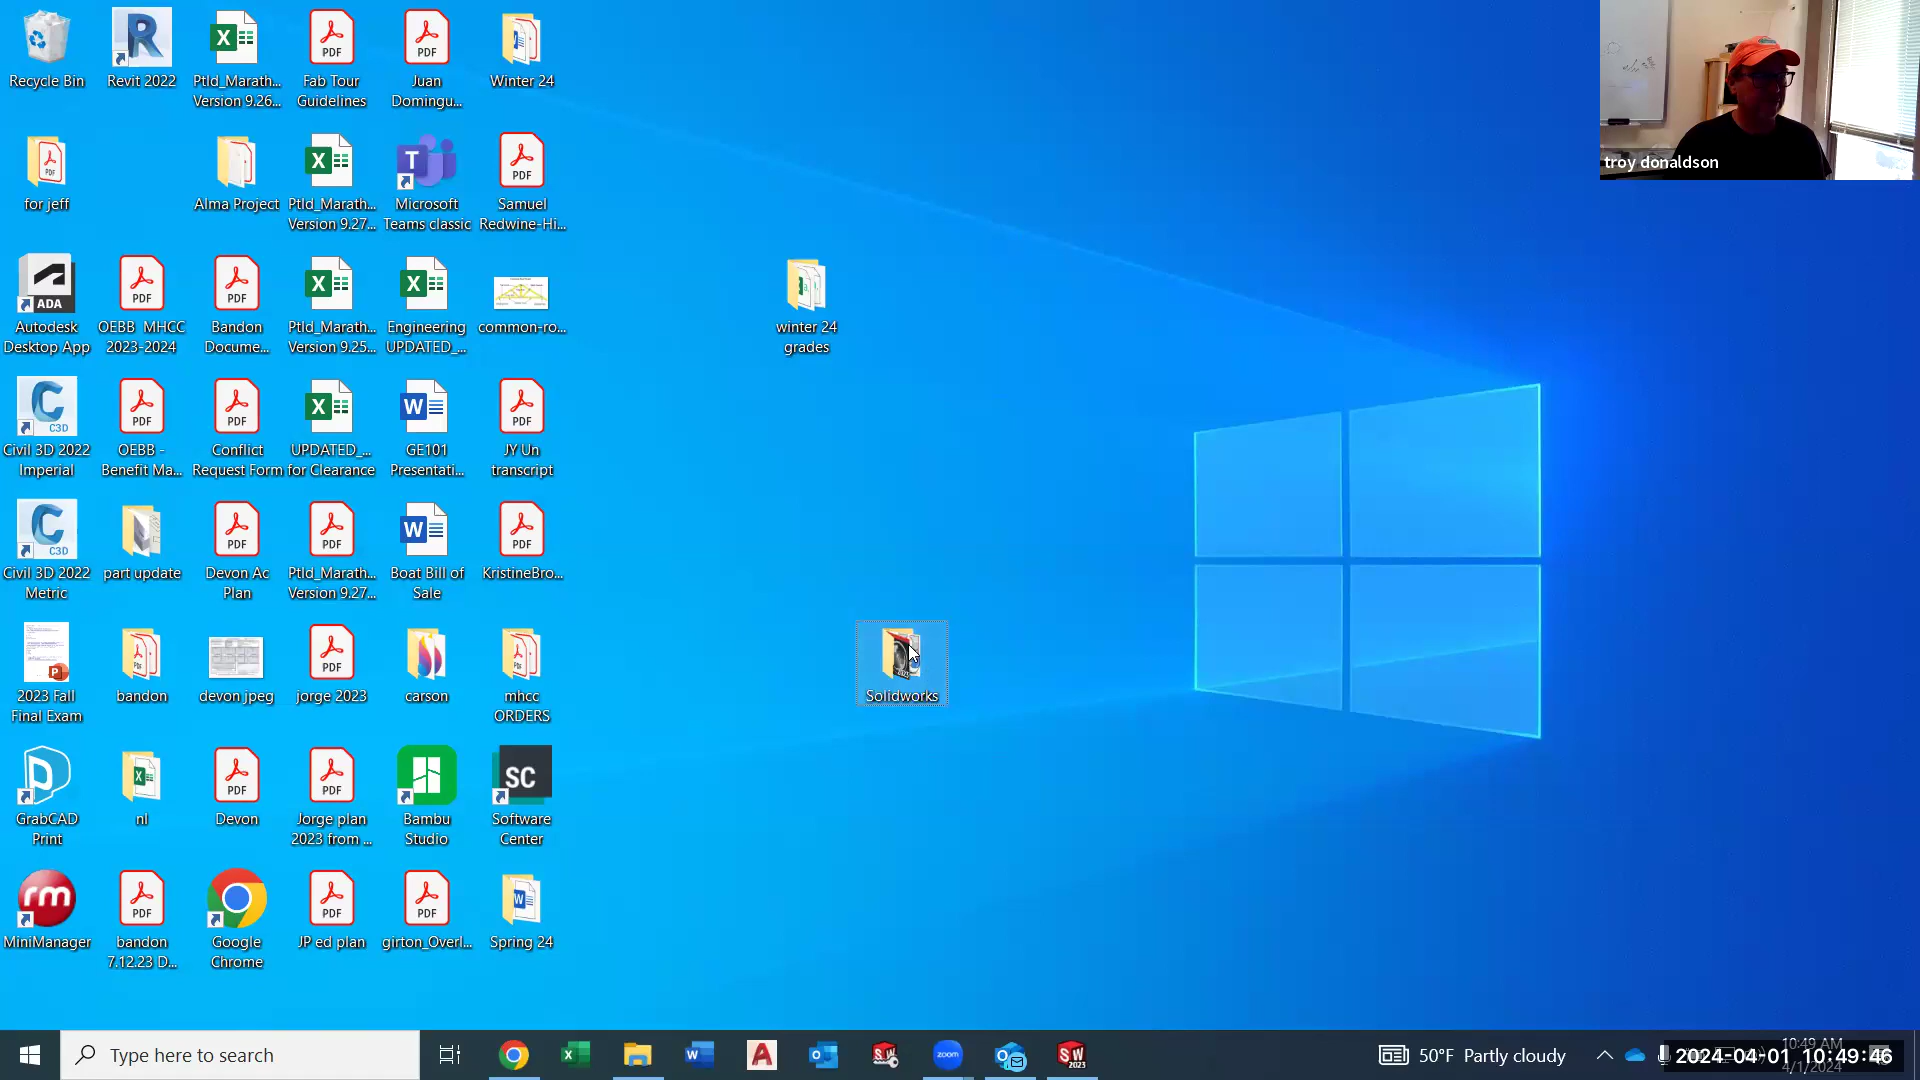 Recycle Bin
Revit 2022
Ptld_Marath...
Version 9.26...
Fab Tour
Guidelines
Juan
Domingu...
Winter 24
for jeff
Alma Project
Ptld_Marath...
Version 9.27...
Microsoft
Teams classic
Samuel
Redwine-Hi...
Autodesk
Desktop App
OEBB MHCC
2023-2024
Bandon
Docume...
Ptld_Marath...
Version 9.25...
Engineering
UPDATED_...
common-ro...
winter 24
grades
Civil 3D 2022
Imperial
OEBB -
Benefit Ma...
Conflict
Request Form
UPDATED_...
for Clearance
GE101
Presentati...
JY Un
transcript
Civil 3D 2022
Metric
part update
Devon Ac
Plan
Ptld_Marath...
Version 9.27...
Boat Bill of
Sale
KristineBro...
2023 Fall
Final Exam
bandon
devon jpeg
jorge 2023
carson
mhcc
ORDERS
Solidworks
GrabCAD
Print
nl
Devon
Jorge plan
2023 from ...
Bambu
Studio
Software
Center
MiniManager
bandon
7.12.23 D...
Google
Chrome
JP ed plan
girton_Overl...
Spring 24
troy donaldson
Type here to search
50°F Partly cloudy
10:49 AM
4/1/2024
2024-04-01 10:49:46